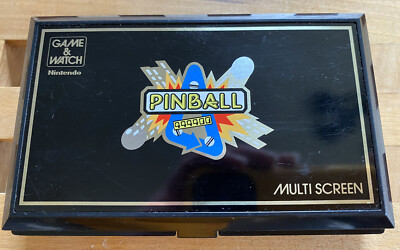 GAME
&
WATCH
Nintendo
PINBALL
MULTI SCREEN